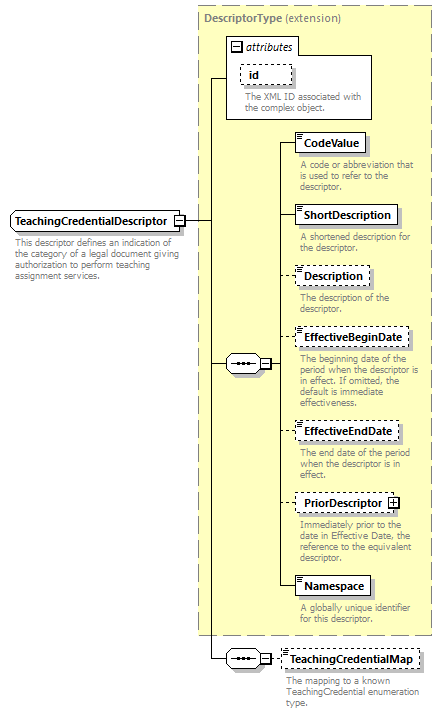 DescriptorType (extension)
attributes
id
The XML ID associated with
the complex object.
CodeValue
A code or abbreviation that
is used to refer to the
descriptor.
ShortDescription
A shortened description for
the descriptor.
TeachingCredentialDescriptor
This descriptor defines an indication of
the category of a legal document giving
authorization to perform teaching
assignment services.
Description
The description of the
descriptor.
EffectiveBeginDate
The beginning date of the
period when the descriptor is
in effect. If omitted, the
default is immediate
effectiveness.
EffectiveEndDate
The end date of the period
when the descriptor is in
effect.
PriorDescriptor
Immediately prior to the
date in Effective Date, the
reference to the equivalent
descriptor.
Namespace
A globally unique identifier
for this descriptor.
TeachingCredentialMap
The mapping to a known
TeachingCredential enumeration
type.